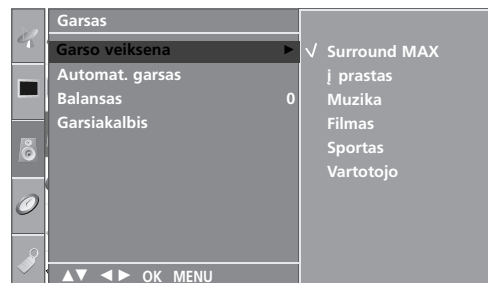 Garsas
Garso veiksena ►
Automat. garsas
Balansas 0
Garsiakalbis
▲▼ ◄► OK MENU
√ Surround MAX
į prastas
Muzika
Filmas
Sportas
Vartotojo